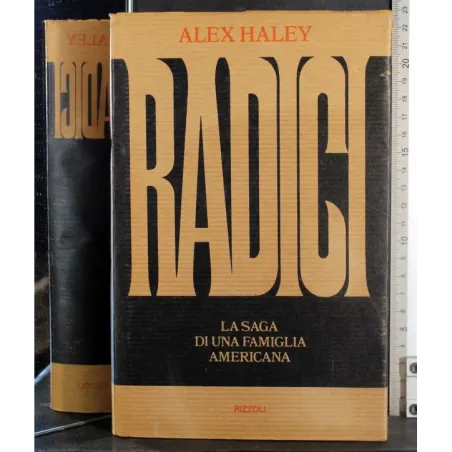 ALEX HALEY
RADICI
LA SAGA
DI UNA FAMIGLIA
AMERICANA
RIZZOLI